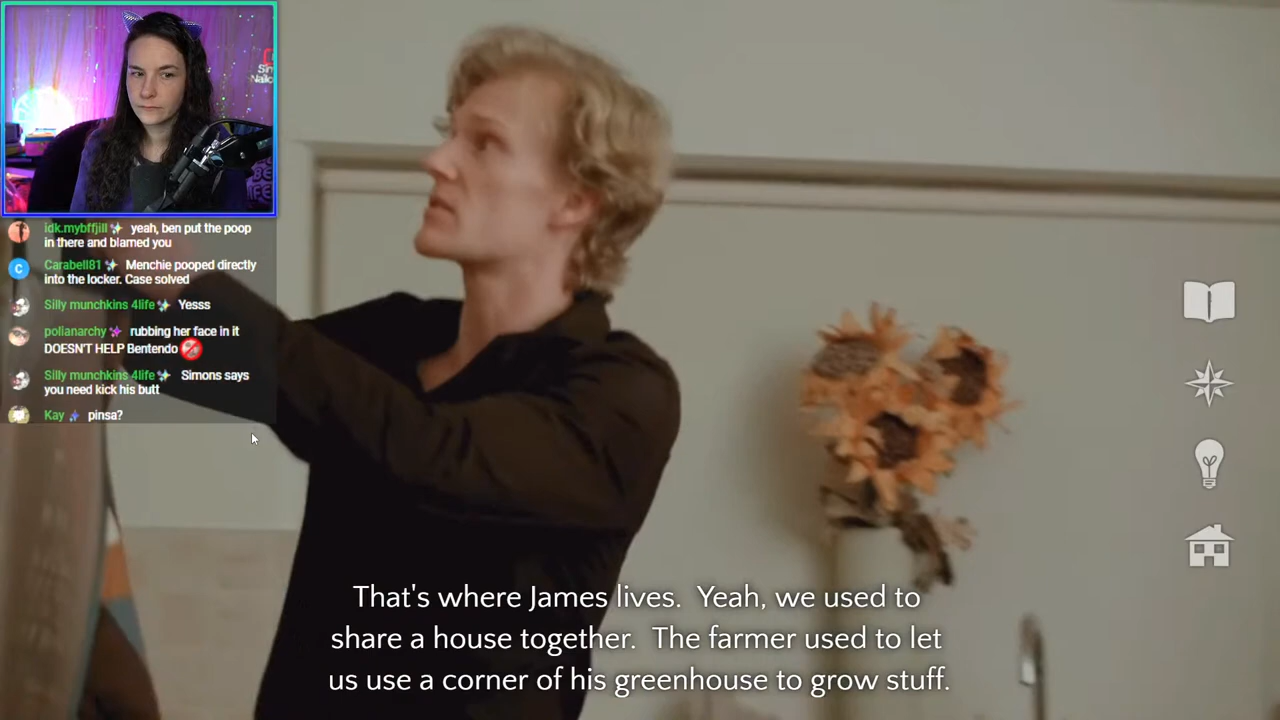 idk.mybffjill yeah, ben put the poop
in there and blamed you
C Carabell81 Menchie pooped directly
into the locker. Case solved
Silly munchkins 4life Yesss
pollanarchy rubbing her face in it
DOESN'T HELP Bentendo
Silly munchkins 4life Simons says
you need kick his butt
Kay pinsa?
That's where James lives. Yeah, we used to
share a house together. The farmer used to let
us use a corner of his greenhouse to grow stuff.